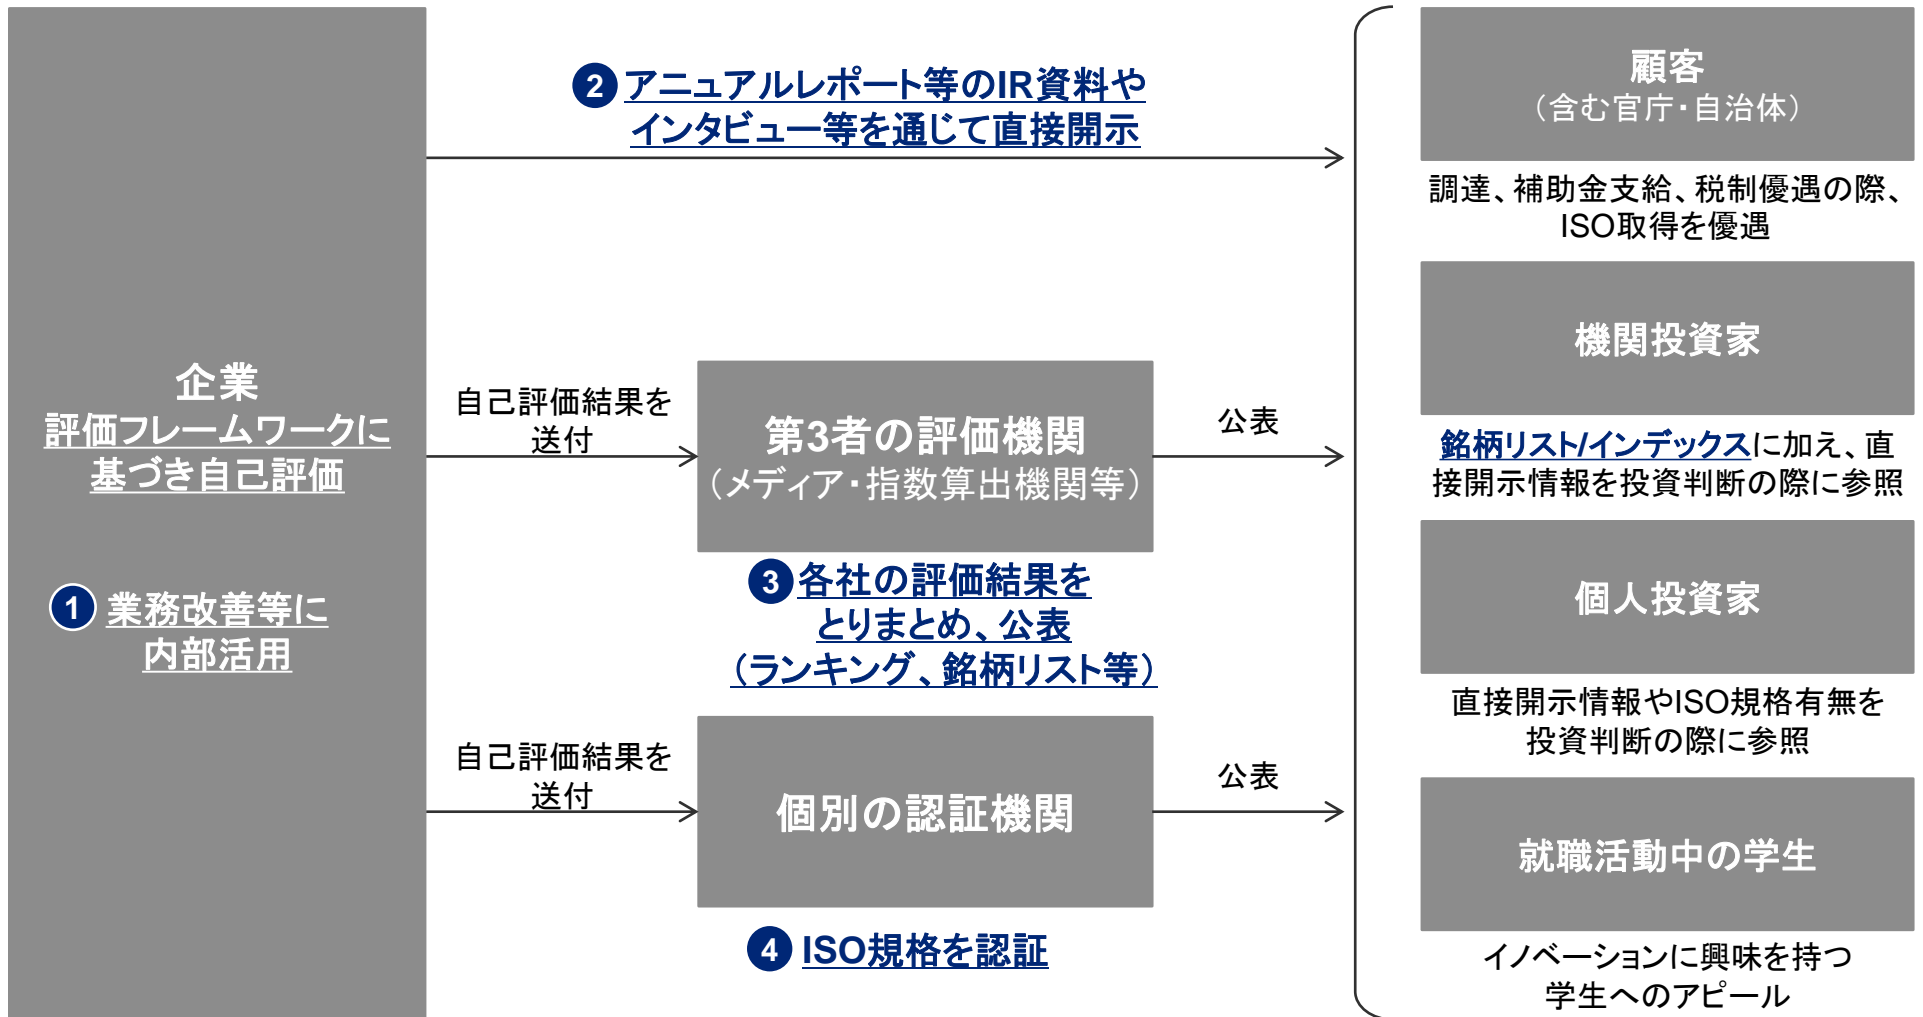 企業
評価フレームワークに
基づき自己評価
1 業務改善等に
内部活用
2 アニュアルレポート等のIR資料や
インタビュー等を通じて直接開示
自己評価結果を
送付
第3者の評価機関
（メディア・指数算出機関等）
公表
3 各社の評価結果を
とりまとめ、公表
（ランキング、銘柄リスト等）
自己評価結果を
送付
個別の認証機関
公表
4 ISO規格を認証
顧客
（含む官庁・自治体）
調達、補助金支給、税制優遇の際、
ISO取得を優遇
機関投資家
銘柄リスト/インデックスに加え、直
接開示情報を投資判断の際に参照
個人投資家
直接開示情報やISO規格有無を
投資判断の際に参照
就職活動中の学生
イノベーションに興味を持つ
学生へのアピール